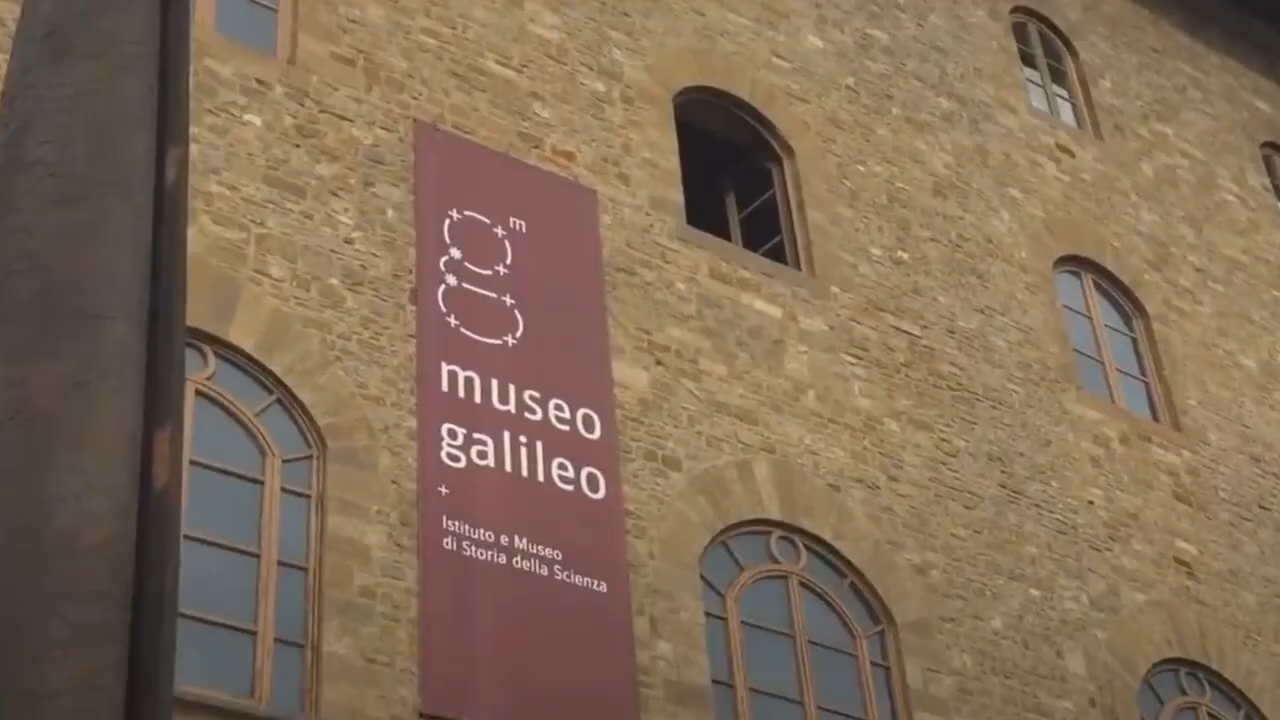 g m
museo
galileo
+
Istituto e Museo
di Storia della Scienza